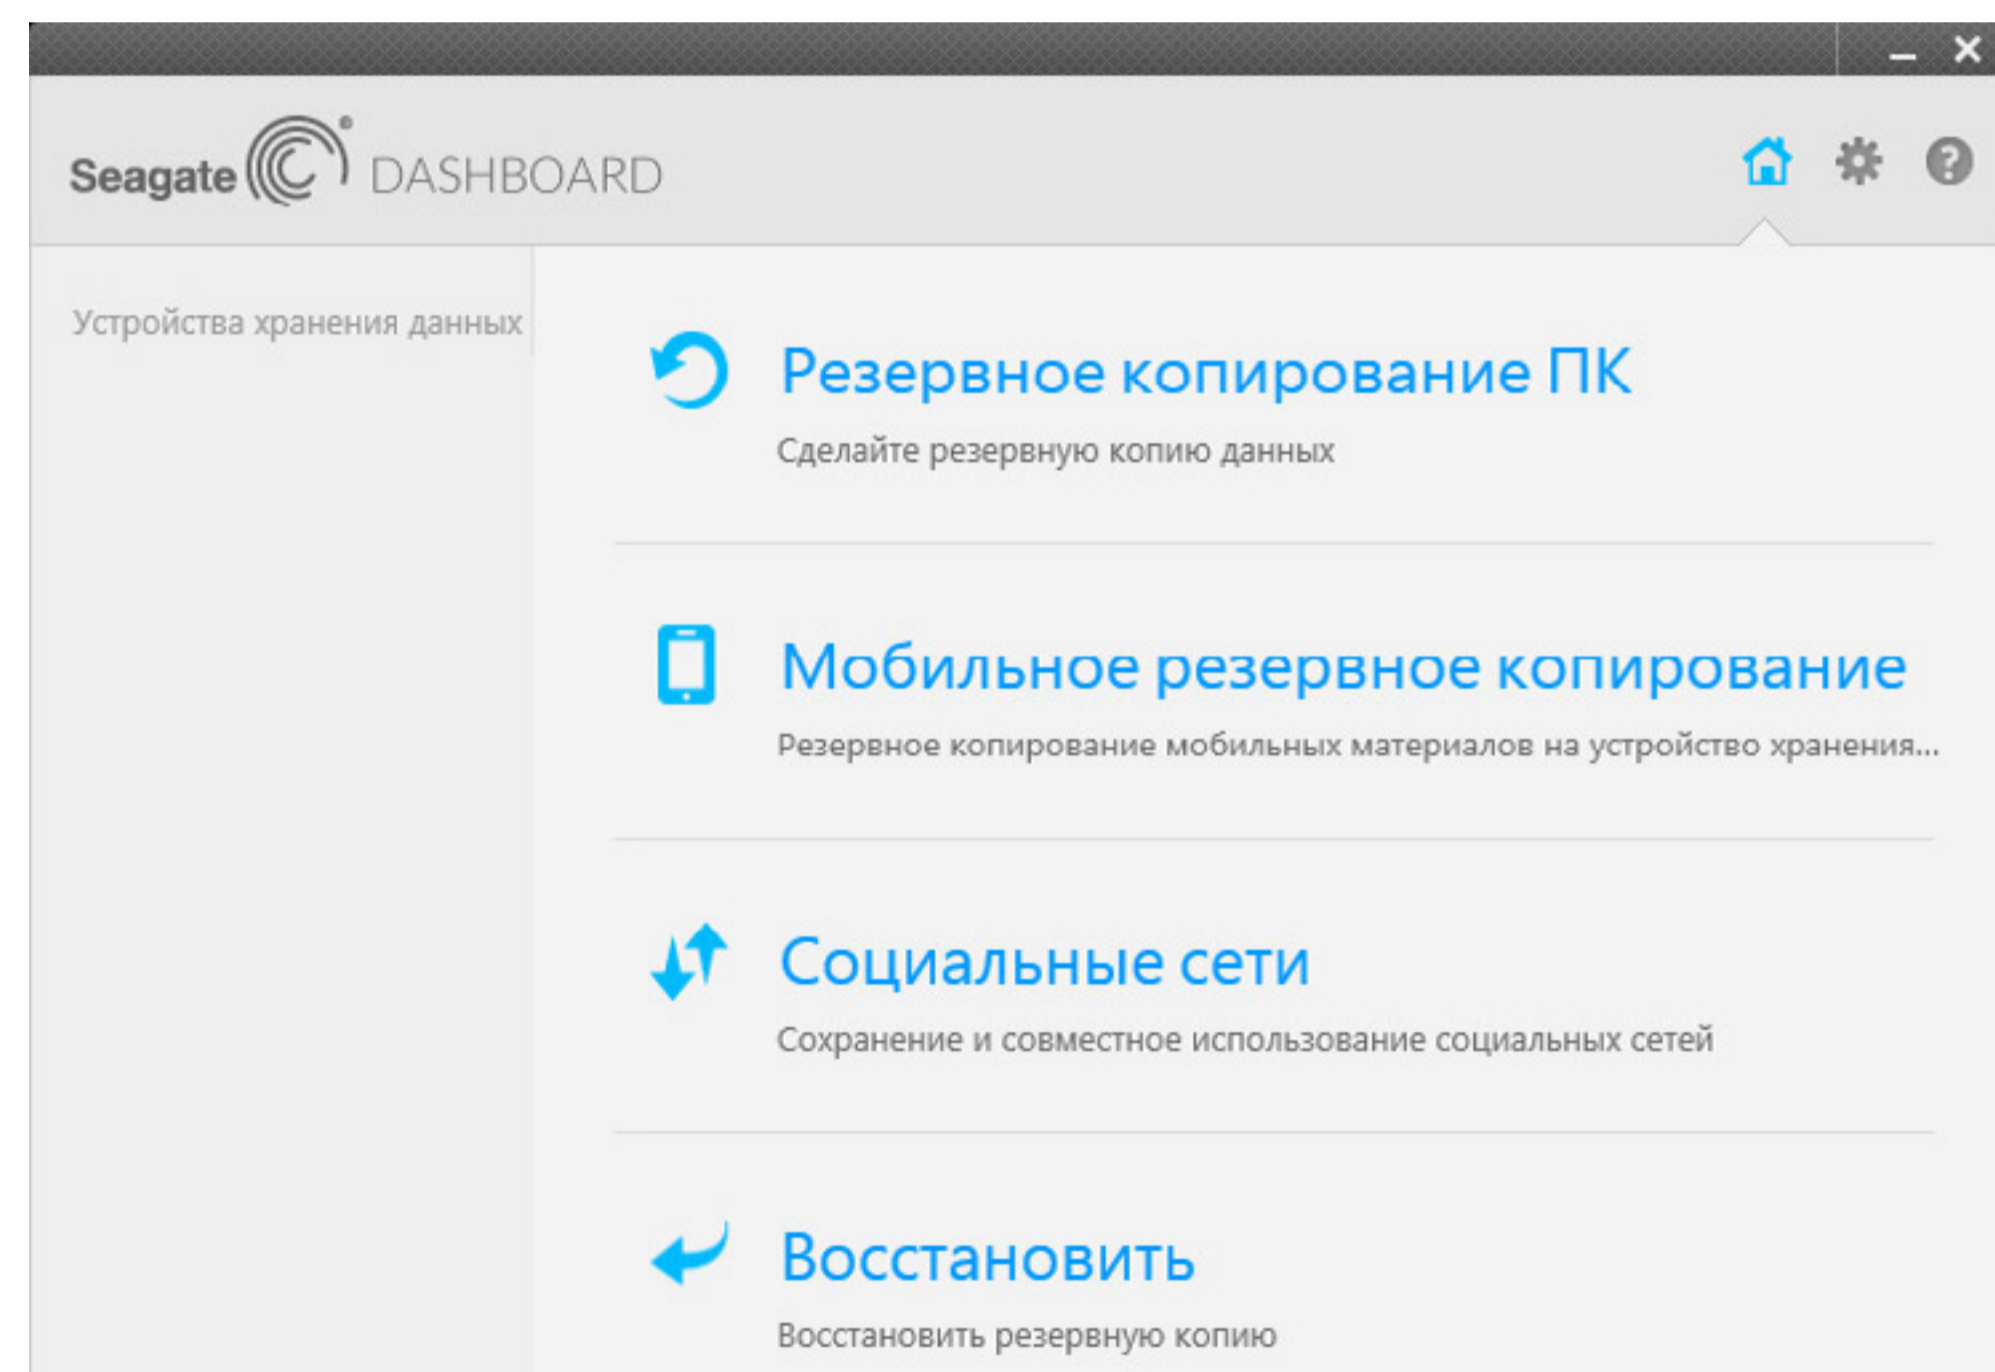 Seagate DASHBOARD
Устройства хранения данных
Резервное копирование ПК
Сделайте резервную копию данных
Мобильное резервное копирование
Резервное копирование мобильных материалов на устройство хранения...
Социальные сети
Сохранение и совместное использование социальных сетей
Восстановить
Восстановить резервную копию